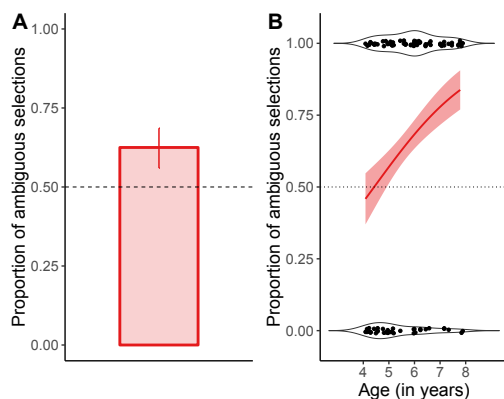 A
Proportion of ambiguous selections
1.00
0.75
0.50
0.25
0.00
B
Proportion of ambiguous selections
1.00
0.75
0.50
0.25
0.00
4 5 6 7 8
Age (in years)